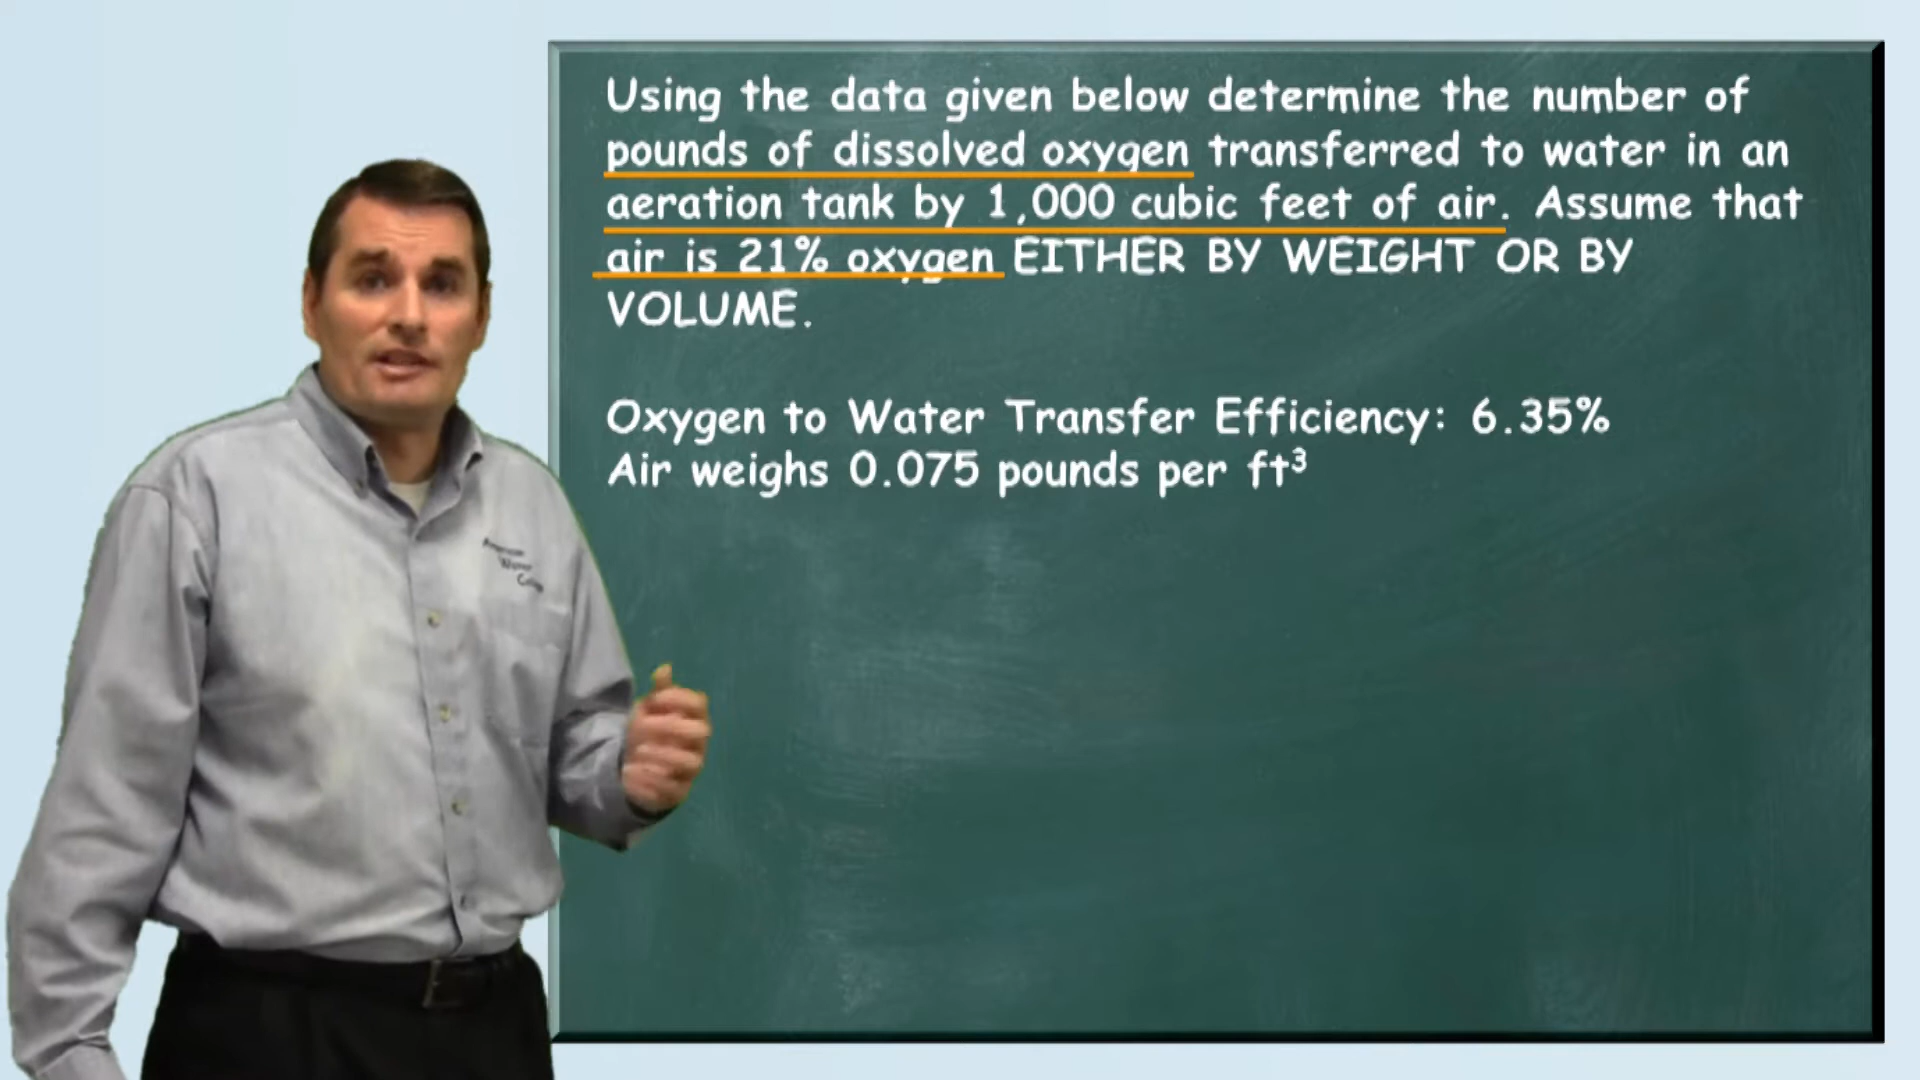 Using the data given below determine the number of
pounds of dissolved oxygen transferred to water in an
aeration tank by 1,000 cubic feet of air. Assume that
air is 21% oxygen EITHER BY WEIGHT OR BY
VOLUME.
Oxygen to Water Transfer Efficiency: 6.35%
Air weighs 0.075 pounds per ft³
American
Water